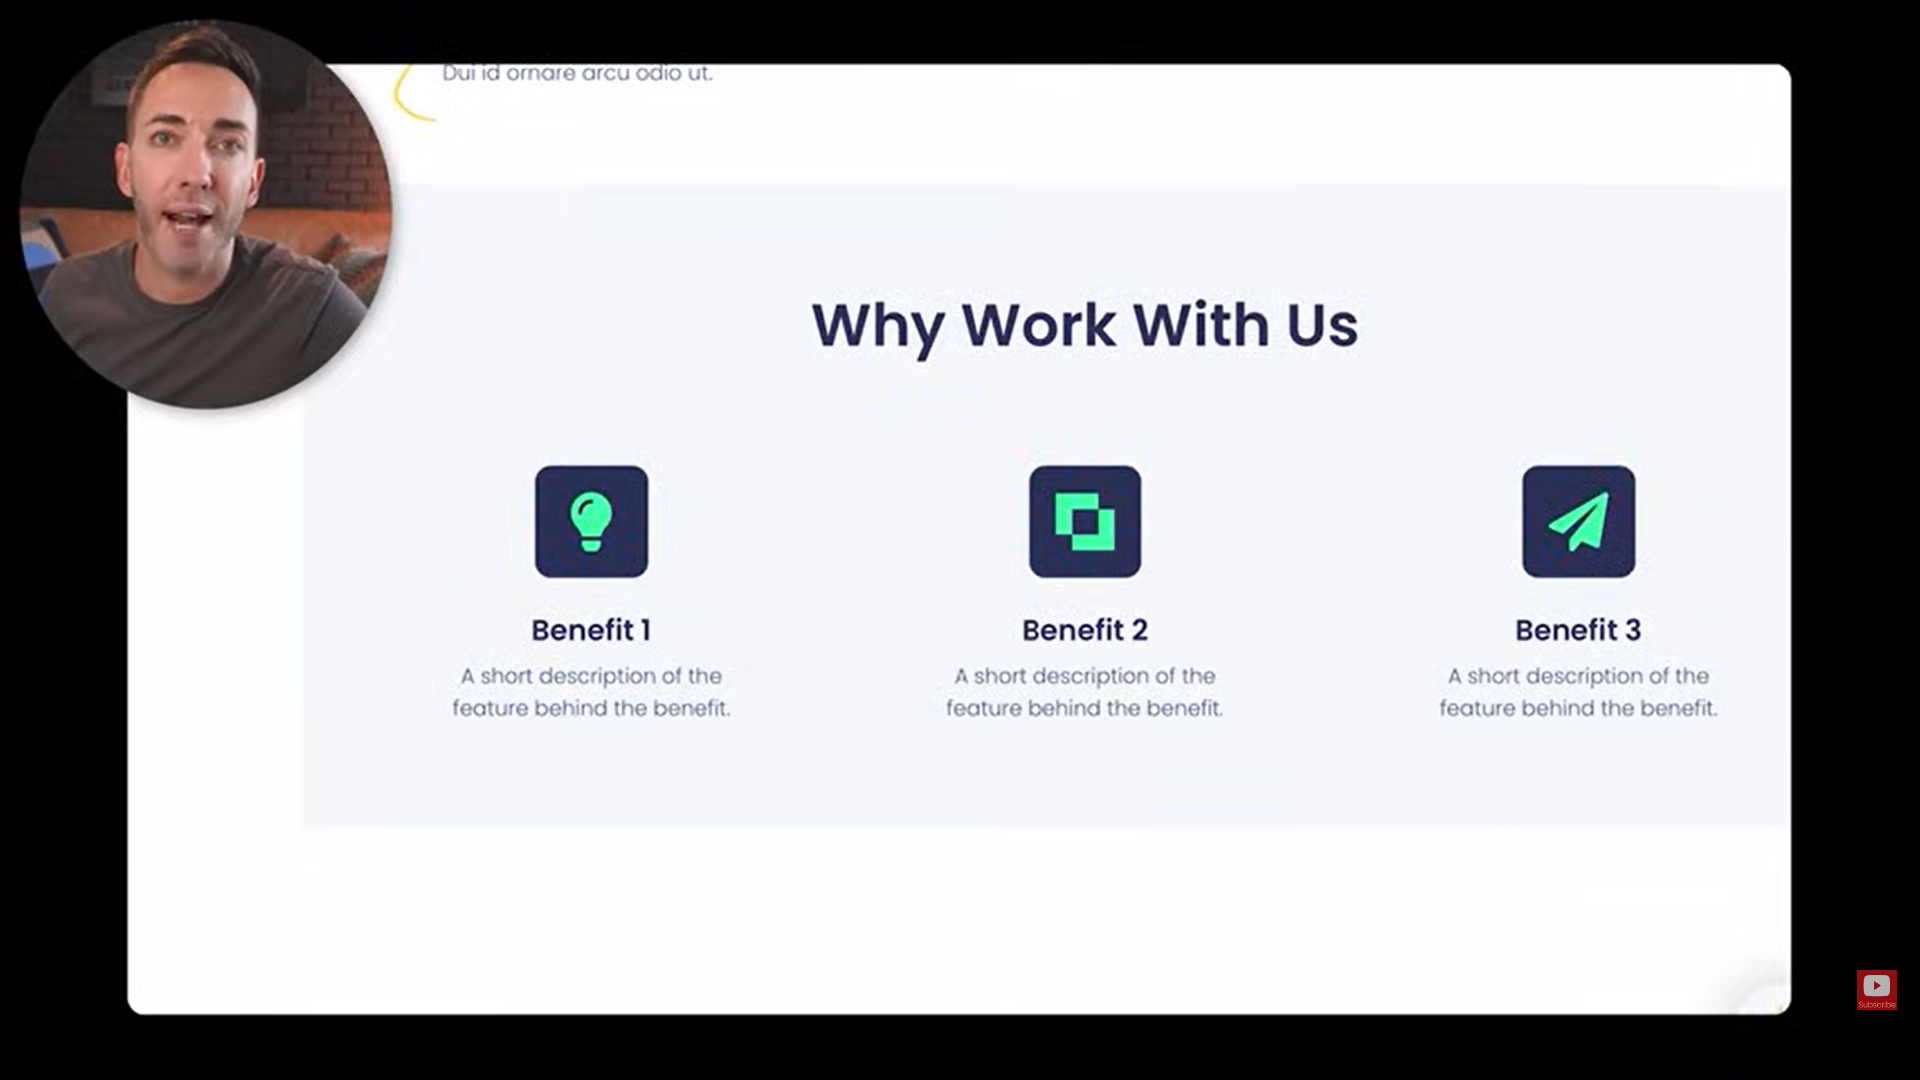 Dui id ornare arcu odio ut.
Why Work With Us
Benefit 1
A short description of the
feature behind the benefit.
Benefit 2
A short description of the
feature behind the benefit.
Benefit 3
A short description of the
feature behind the benefit.
Subscribe